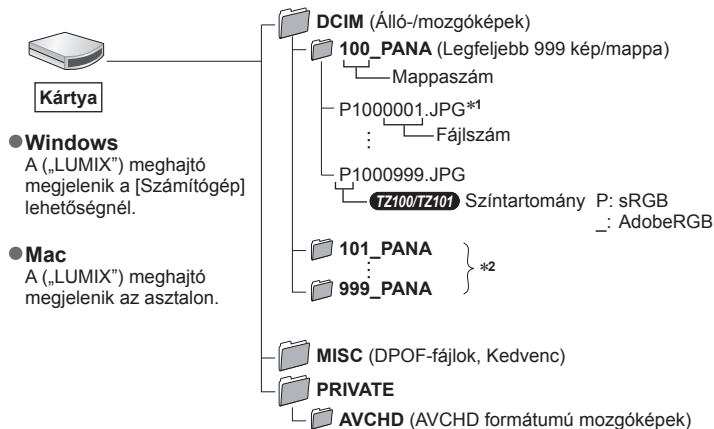 Kártya
●Windows
A („LUMIX”) meghajtó
megjelenik a [Számítógép]
lehetőségnél.
●Mac
A („LUMIX”) meghajtó
megjelenik az asztalon.
DCIM (Álló-/mozgóképek)
100_PANA (Legfeljebb 999 kép/mappa)
Mappaszám
P1000001.JPG*1
Fájlszám
P1000999.JPG
TZ100/TZ101 Színtartomány P: sRGB
_: AdobeRGB
101_PANA
*2
999_PANA
MISC (DPOF-fájlok, Kedvenc)
PRIVATE
AVCHD (AVCHD formátumú mozgóképek)